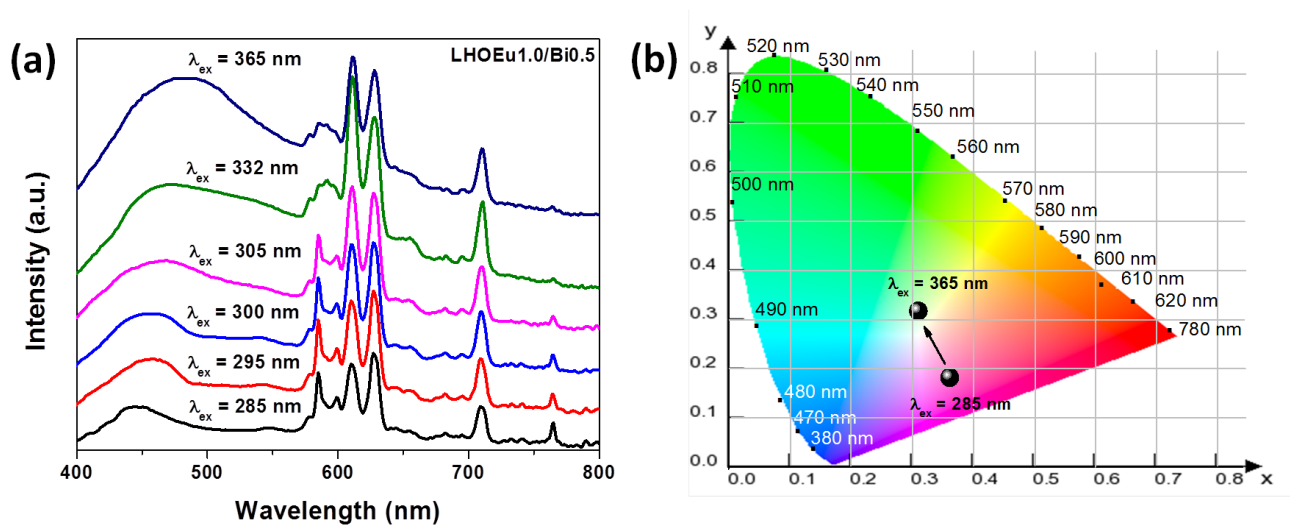 (a)
LHOEu1.0/Bi0.5
λex = 365 nm
λex = 332 nm
λex = 305 nm
λex = 300 nm
λex = 295 nm
λex = 285 nm
Intensity (a.u.)
400 500 600 700 800
Wavelength (nm)
(b)
y
520 nm
530 nm
540 nm
510 nm
550 nm
560 nm
500 nm
570 nm
580 nm
590 nm
600 nm
610 nm
620 nm
λex = 365 nm
490 nm
780 nm
480 nm
λex = 285 nm
470 nm
380 nm
0.8
0.7
0.6
0.5
0.4
0.3
0.2
0.1
0.0
0.0 0.1 0.2 0.3 0.4 0.5 0.6 0.7 0.8
x